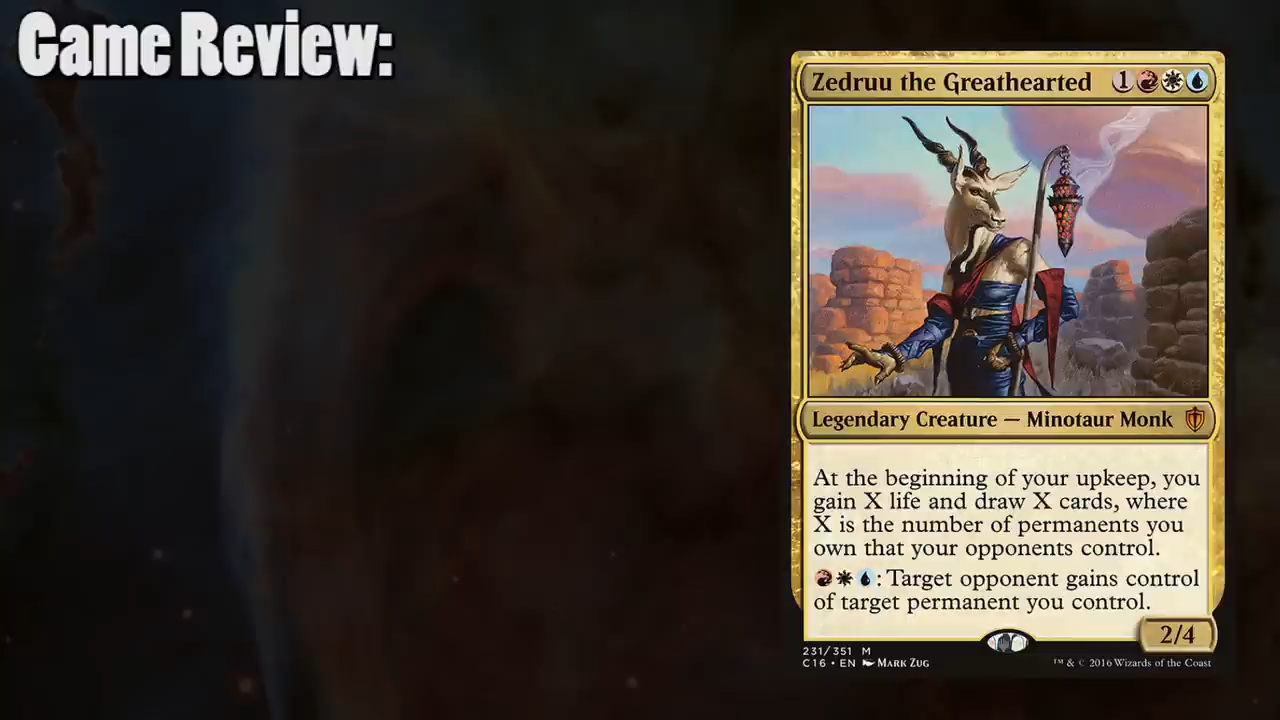 Game Review:
Zedruu the Greathearted 1
Legendary Creature — Minotaur Monk
At the beginning of your upkeep, you
gain X life and draw X cards, where
X is the number of permanents you
own that your opponents control.
: Target opponent gains control
of target permanent you control.
2/4
231/351 M
C16 • EN Mark Zug
™ & © 2016 Wizards of the Coast